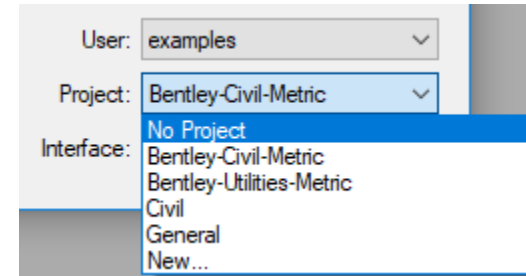 User: examples
Project: Bentley-Civil-Metric
No Project
Interface: Bentley-Civil-Metric
Bentley-Utilities-Metric
Civil
General
New...